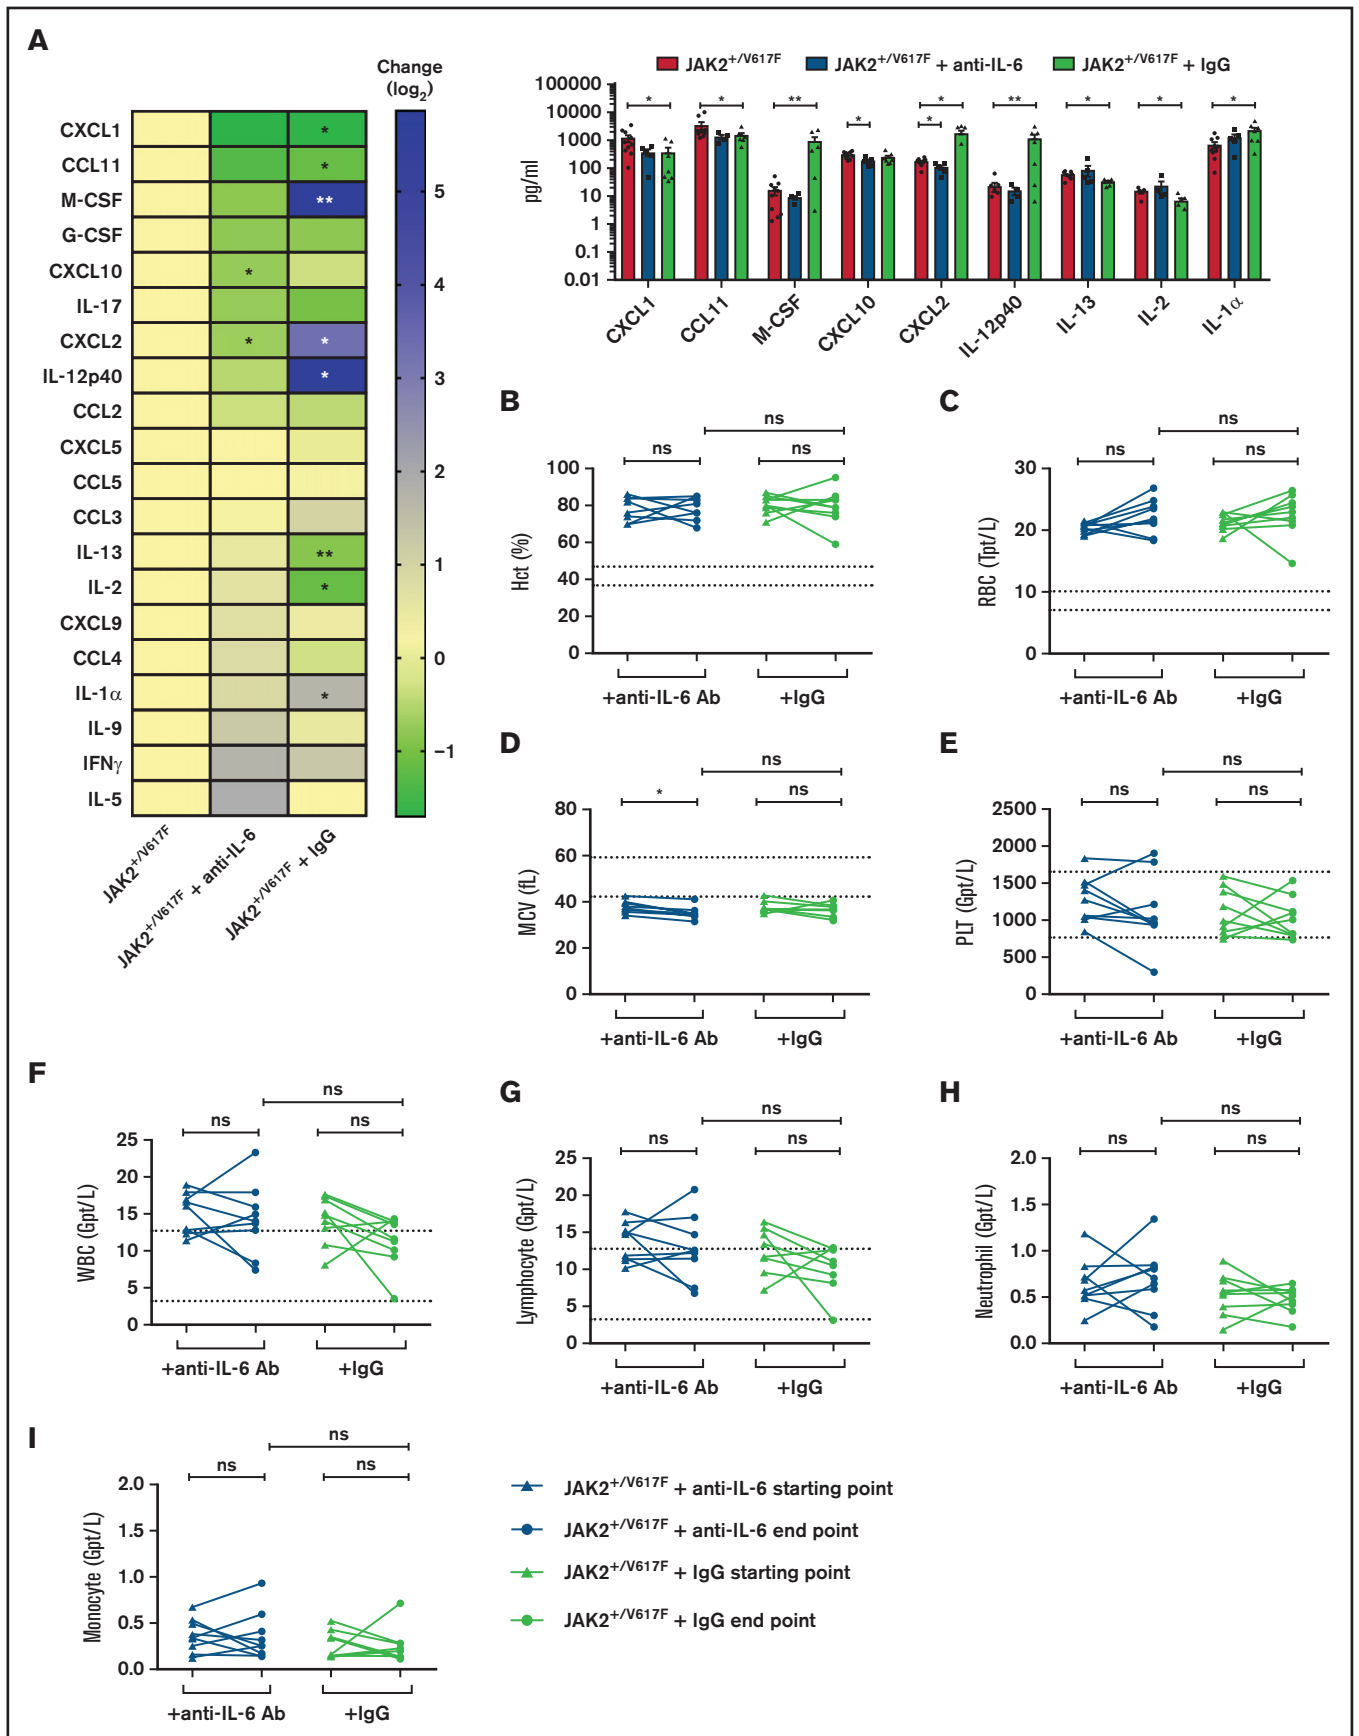 A
Change
(log2)
CXCL1
*
CCL11
*
M-CSF
**
5
G-CSF
CXCL10
*
4
IL-17
CXCL2
*
*
3
IL-12p40
*
CCL2
CXCL5
CCL5
2
CCL3
IL-13
**
1
IL-2
*
CXCL9
CCL4
0
IL-1α
*
IL-9
IFNγ
−1
IL-5
JAK2+/V617F
JAK2+/V617F + anti-IL-6
JAK2+/V617F + IgG
JAK2+/V617F
JAK2+/V617F + anti-IL-6
JAK2+/V617F + IgG
pg/ml
100000
10000
1000
100
10
1
0.1
0.01
* * ** * * * ** * * *
CXCL1
CCL11
M-CSF
CXCL10
CXCL2
IL-12p40
IL-13
IL-2
IL-1α
B
ns
ns ns
Hct (%)
100
80
60
40
20
0
+anti-IL-6 Ab +IgG
C
ns
ns ns
RBC (Tpt/L)
30
20
10
0
+anti-IL-6 Ab +IgG
D
ns
* ns
MCV (fL)
80
60
40
20
0
+anti-IL-6 Ab +IgG
E
ns
ns ns
PLT (Gpt/L)
2500
2000
1500
1000
500
0
+anti-IL-6 Ab +IgG
F
ns
ns ns
WBC (Gpt/L)
25
20
15
10
5
0
+anti-IL-6 Ab +IgG
G
ns
ns ns
Lymphocyte (Gpt/L)
25
20
15
10
5
0
+anti-IL-6 Ab +IgG
H
ns
ns ns
Neutrophil (Gpt/L)
2.0
1.5
1.0
0.5
0.0
+anti-IL-6 Ab +IgG
I
ns
ns ns
Monocyte (Gpt/L)
2.0
1.5
1.0
0.5
0.0
+anti-IL-6 Ab +IgG
JAK2+/V617F + anti-IL-6 starting point
JAK2+/V617F + anti-IL-6 end point
JAK2+/V617F + IgG starting point
JAK2+/V617F + IgG end point